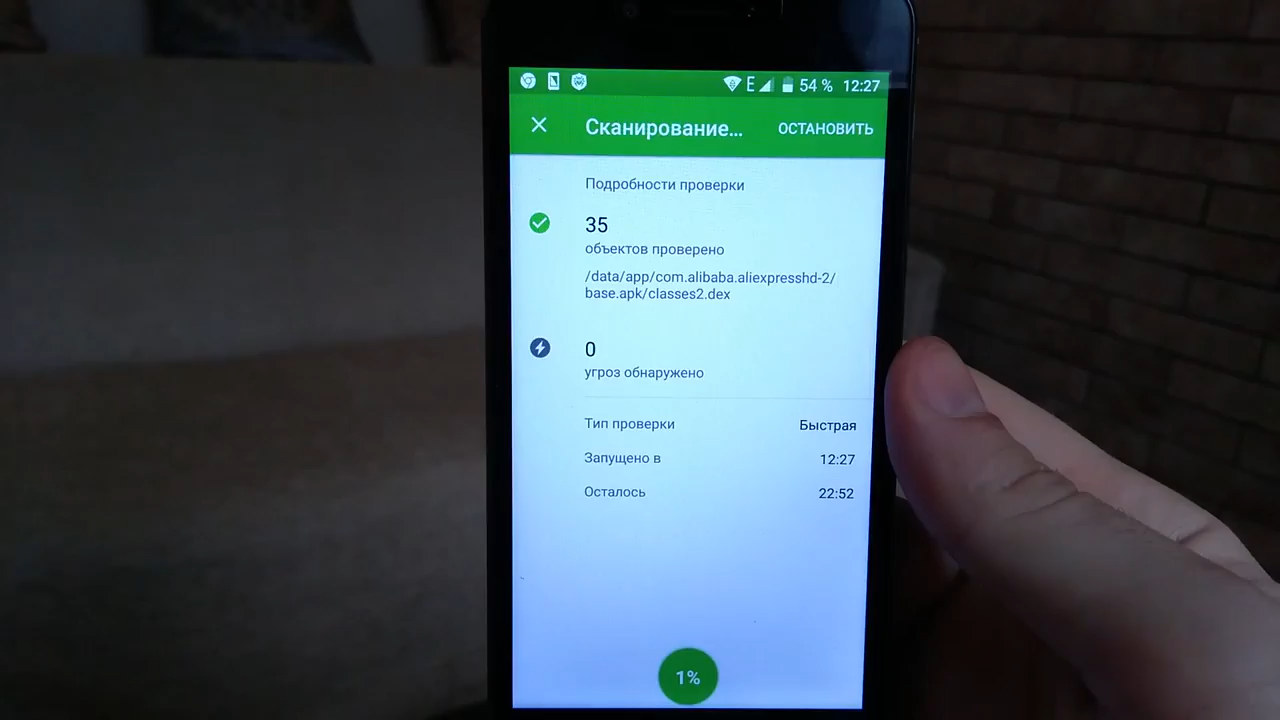 E 54 % 12:27
Сканирование... ОСТАНОВИТЬ
Подробности проверки
35
объектов проверено
/data/app/com.alibaba.aliexpresshd-2/
base.apk/classes2.dex
0
угроз обнаружено
Тип проверки Быстрая
Запущено в 12:27
Осталось 22:52
1%